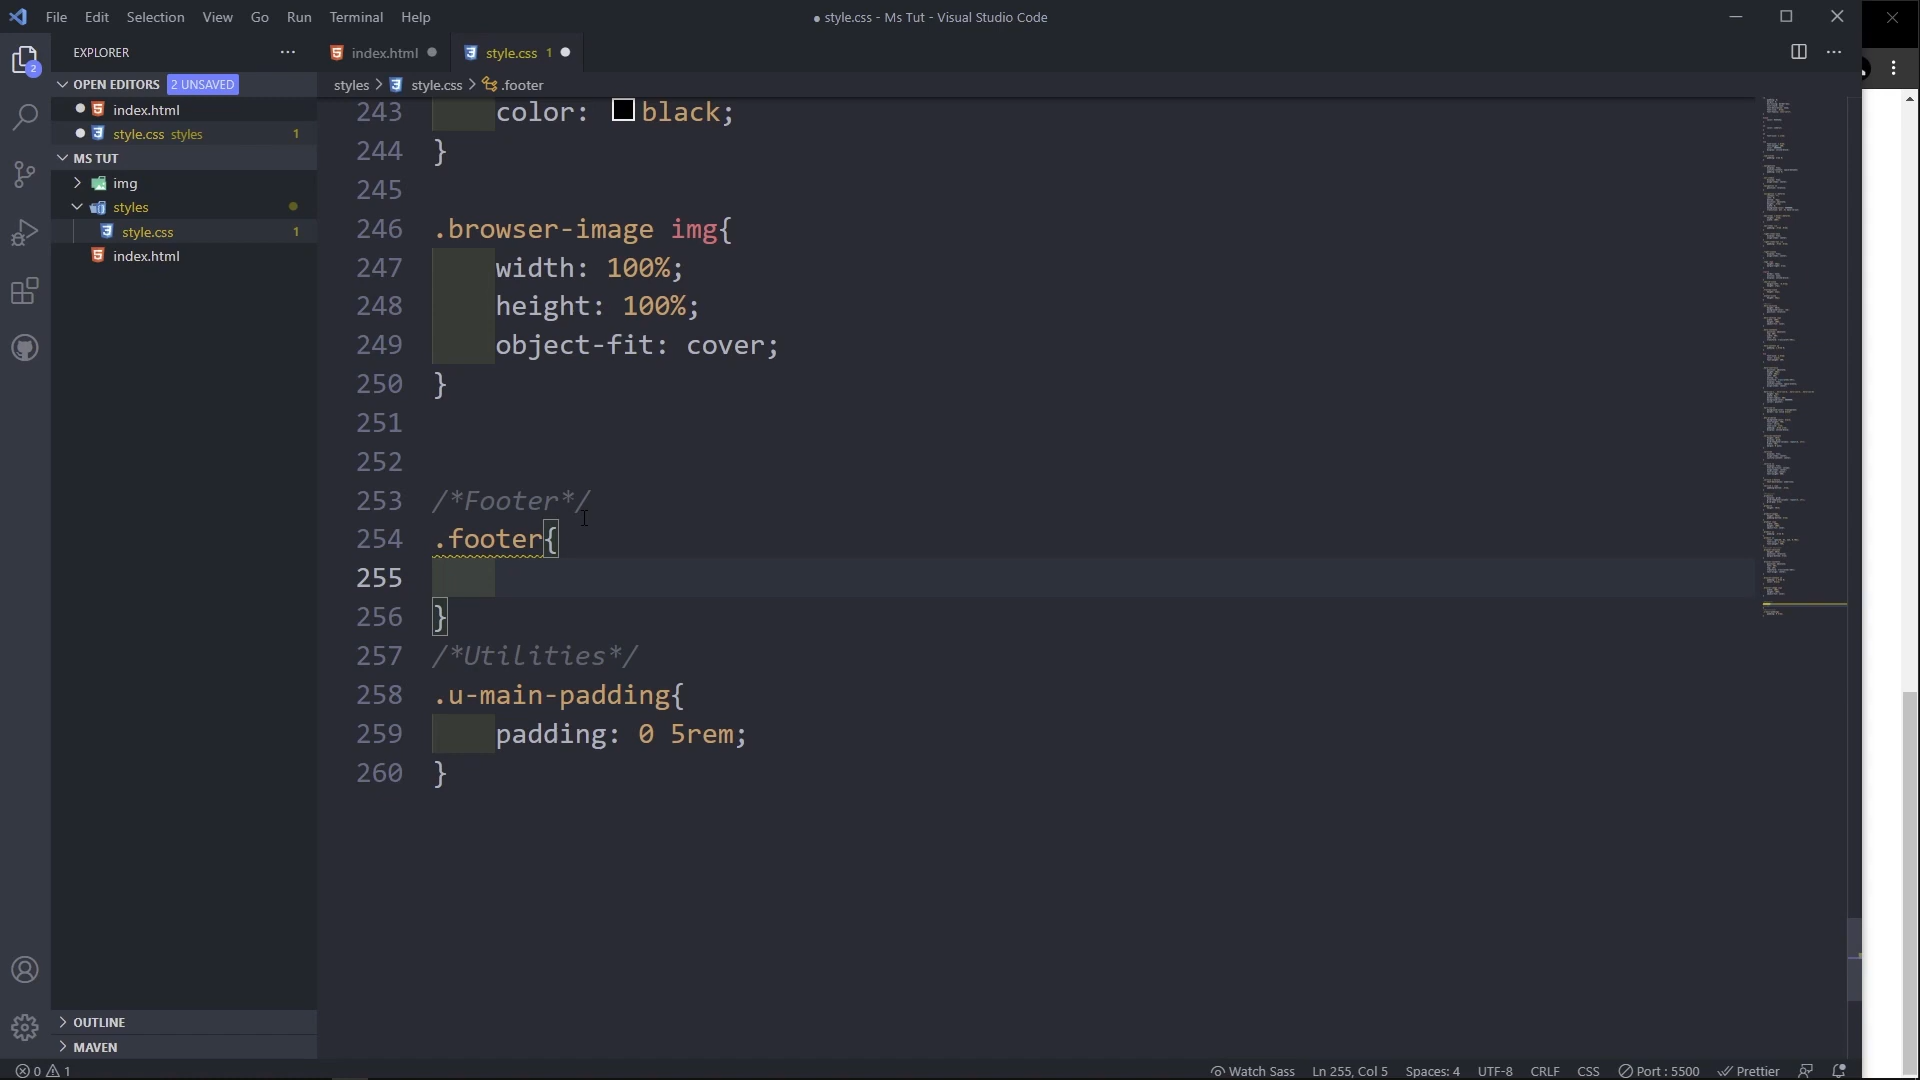 File Edit Selection View Go Run Terminal Help
● style.css - Ms Tut - Visual Studio Code
EXPLORER
index.html
style.css 1
OPEN EDITORS 2 UNSAVED
index.html
style.css styles 1
MS TUT
img
styles
style.css 1
index.html
OUTLINE
MAVEN
2
styles > style.css > .footer
243 color: black;
244 }
245
246 .browser-image img{
247 width: 100%;
248 height: 100%;
249 object-fit: cover;
250 }
251
252
253 /*Footer*/
254 .footer{
255
256 }
257 /*Utilities*/
258 .u-main-padding{
259 padding: 0 5rem;
260 }
0 1
Watch Sass Ln 255, Col 5 Spaces: 4 UTF-8 CRLF CSS Port : 5500 Prettier